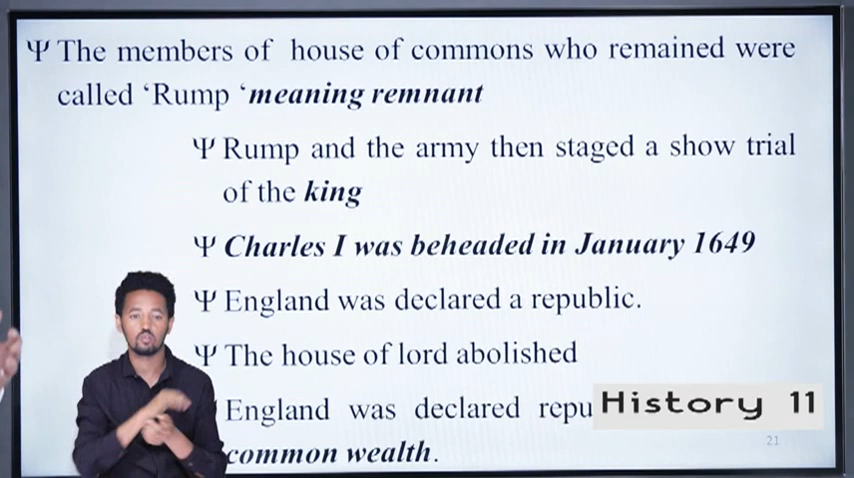 Ψ The members of house of commons who remained were
called ‘Rump ‘meaning remnant
Ψ Rump and the army then staged a show trial
of the king
Ψ Charles I was beheaded in January 1649
Ψ England was declared a republic.
Ψ The house of lord abolished
England was declared repu
common wealth.
History 11
21